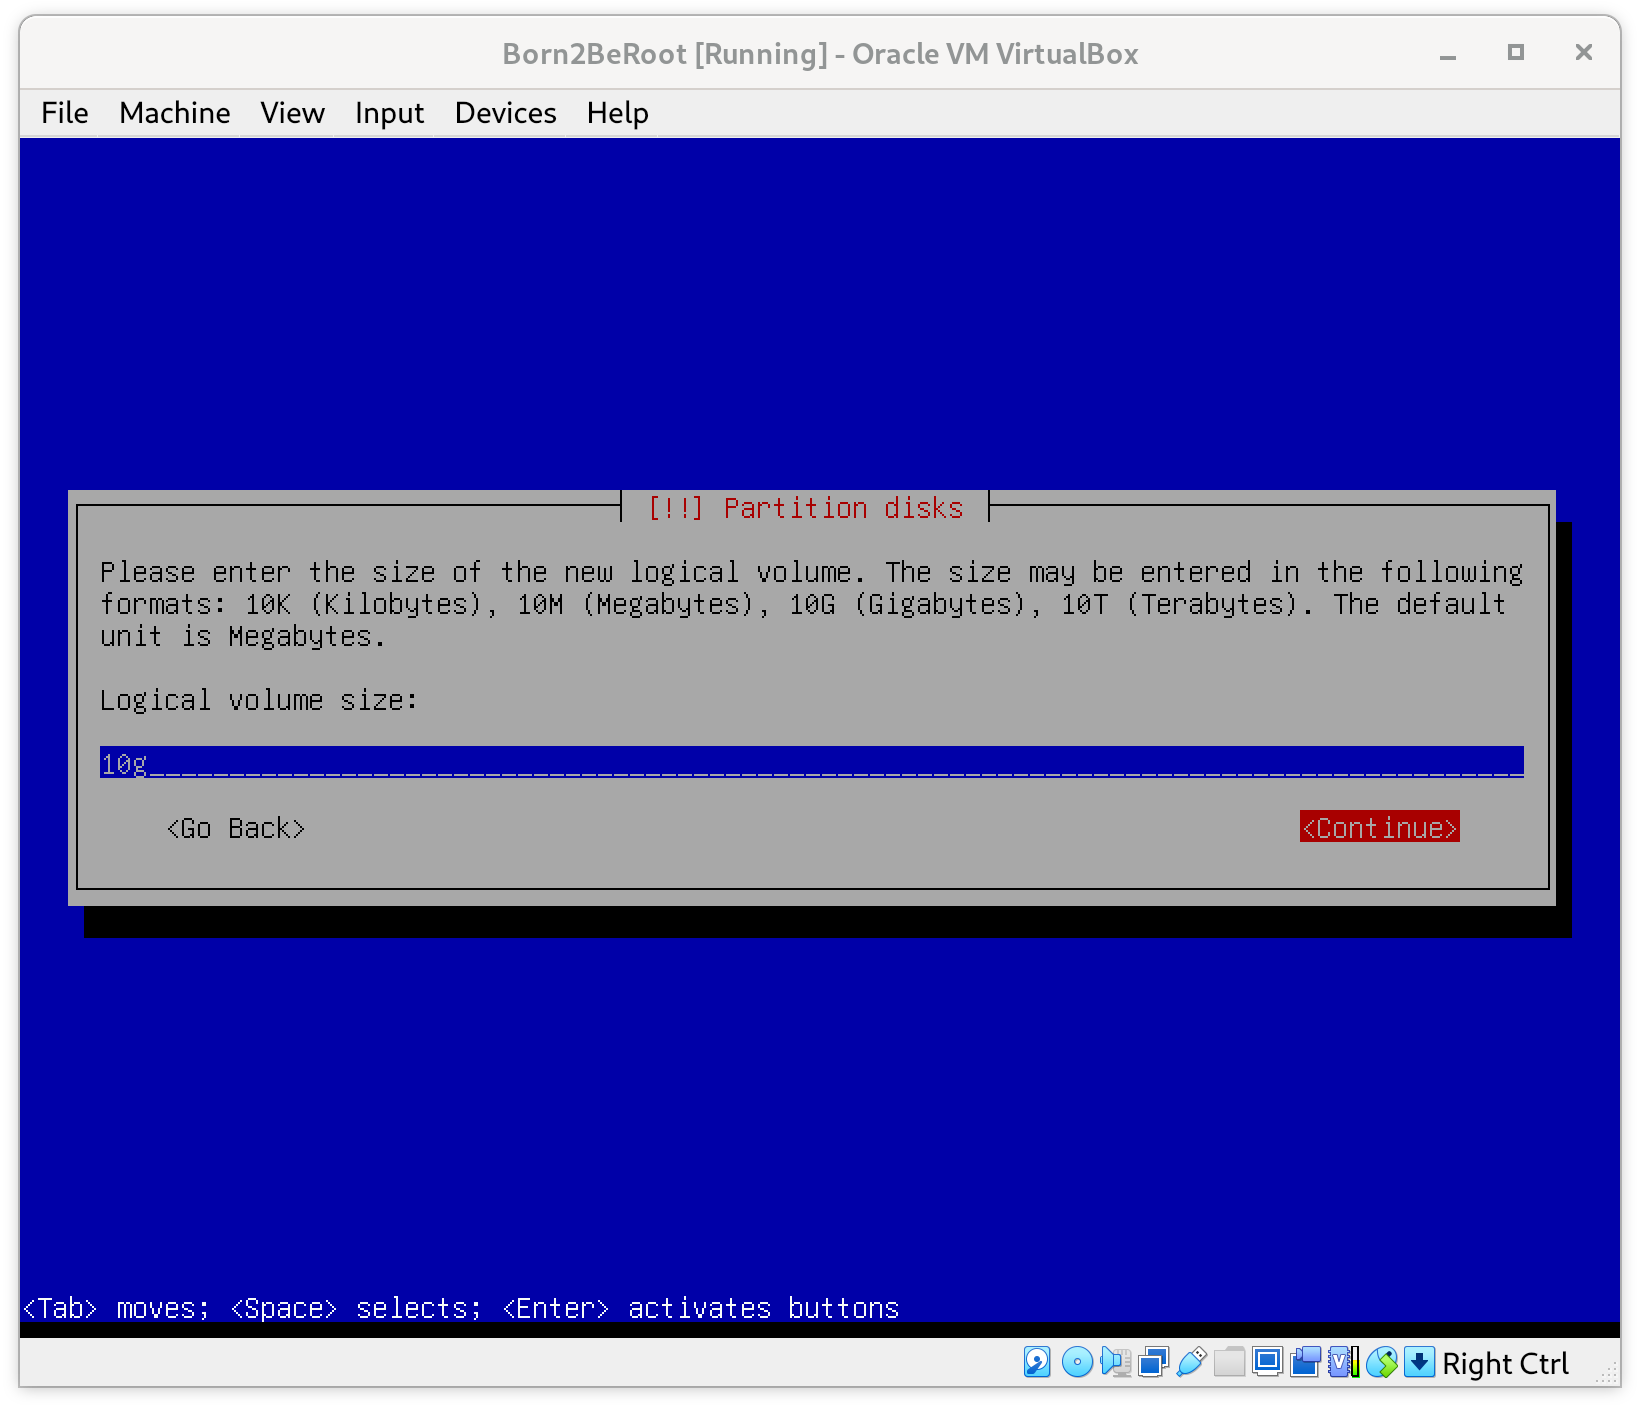 Born2BeRoot [Running] - Oracle VM VirtualBox
File Machine View Input Devices Help
[!!] Partition disks
Please enter the size of the new logical volume. The size may be entered in the following
formats: 10K (Kilobytes), 10M (Megabytes), 10G (Gigabytes), 10T (Terabytes). The default
unit is Megabytes.
Logical volume size:
10g
<Go Back> <Continue>
<Tab> moves; <Space> selects; <Enter> activates buttons
Right Ctrl